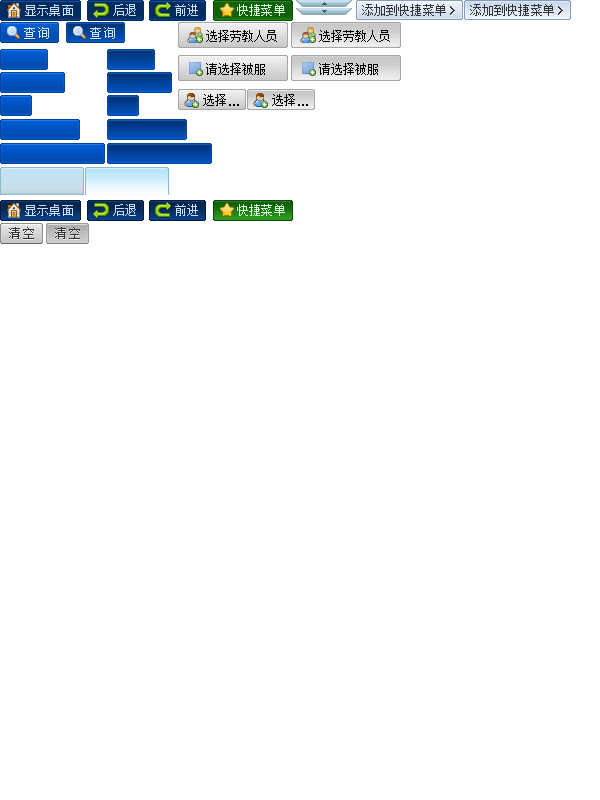 显示桌面 后退 前进 快捷菜单 添加到快捷菜单 添加到快捷菜单
查询 查询 选择劳教人员 选择劳教人员
请选择被服 请选择被服
选择... 选择...
显示桌面 后退 前进 快捷菜单
清空 清空